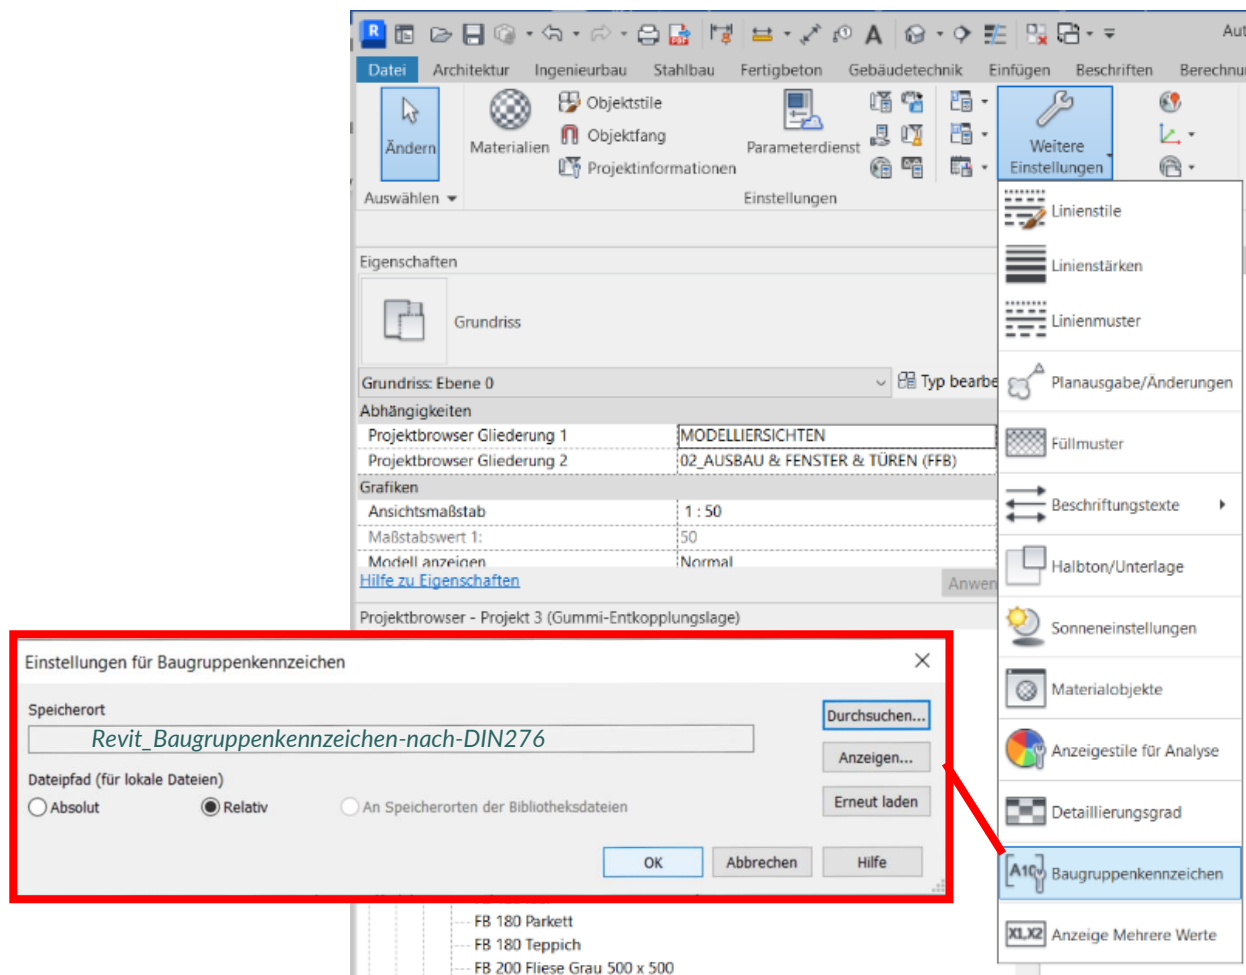 R
A
Aut
Datei Architektur Ingenieurbau Stahlbau Fertigbeton Gebäudetechnik Einfügen Beschriften Berechnu
Ändern
Materialien
Objektstile
Objektfang
Projektinformationen
Parameterdienst
Weitere
Einstellungen
Auswählen
Einstellungen
Eigenschaften
Grundriss
Grundriss: Ebene 0
Typ bearbe
Abhängigkeiten
Projektbrowser Gliederung 1 MODELLIERSICHTEN
Projektbrowser Gliederung 2 02_AUSBAU & FENSTER & TÜREN (FFB)
Grafiken
Ansichtsmaßstab 1 : 50
Maßstabswert 1: 50
Modell anzeigen Normal
Hilfe zu Eigenschaften
Anwen
Projektbrowser - Projekt 3 (Gummi-Entkopplungslage)
Linienstile
Linienstärken
Linienmuster
Planausgabe/Änderungen
Füllmuster
Beschriftungstexte
Halbton/Unterlage
Sonneneinstellungen
Materialobjekte
Anzeigestile für Analyse
Detaillierungsgrad
Baugruppenkennzeichen
X1,X2 Anzeige Mehrere Werte
Einstellungen für Baugruppenkennzeichen
Speicherort
Revit_Baugruppenkennzeichen-nach-DIN276
Durchsuchen...
Anzeigen...
Dateipfad (für lokale Dateien)
Absolut Relativ An Speicherorten der Bibliotheksdateien
Erneut laden
OK Abbrechen Hilfe
FB 180 Parkett
FB 180 Teppich
FB 200 Fliese Grau 500 x 500